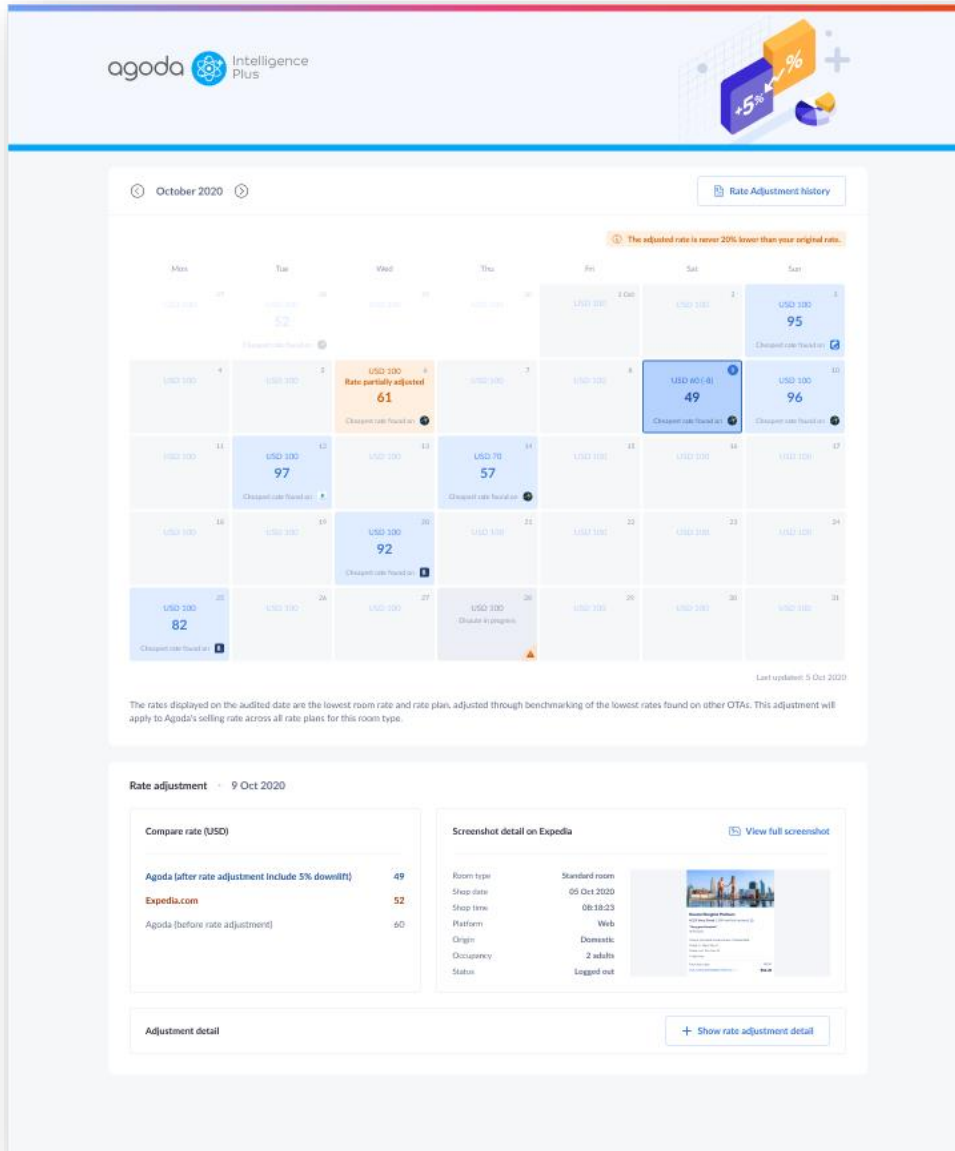 agoda Intelligence
Plus
+5%
%
October 2020
Rate Adjustment history
The adjusted rate is never 20% lower than your original rate.
Mon Tue Wed Thu Fri Sat Sun
USD 100 USD 100 USD 100 1 Oct 2 3
52 95
Cheapest rate found on Cheapest rate found on
4 5 6 7 8 9 10
USD 100 USD 100 USD 100 USD 100 USD 100 USD 60 (-8) USD 100
Rate partially adjusted
61 49 96
Cheapest rate found on Cheapest rate found on Cheapest rate found on
11 12 13 14 15 16 17
USD 100 USD 100 USD 100 USD 70 USD 100 USD 100 USD 100
97 57
Cheapest rate found on Cheapest rate found on
18 19 20 21 22 23 24
USD 100 USD 100 USD 100 USD 100 USD 100 USD 100 USD 100
92
Cheapest rate found on
25 26 27 28 29 30 31
USD 100 USD 100 USD 100 USD 100 USD 100 USD 100 USD 100
82 Dispute in progress
Cheapest rate found on
Last updated: 5 Oct 2020
The rates displayed on the audited date are the lowest room rate and rate plan, adjusted through benchmarking of the lowest rates found on other OTAs. This adjustment will
apply to Agoda's selling rate across all rate plans for this room type.
Rate adjustment · 9 Oct 2020
Compare rate (USD)
Agoda (after rate adjustment include 5% downlift) 49
Expedia.com 52
Agoda (before rate adjustment) 60
Screenshot detail on Expedia
View full screenshot
Room type Standard room
Shop date 05 Oct 2020
Shop time 08:18:23
Platform Web
Origin Domestic
Occupancy 2 adults
Status Logged out
Adjustment detail
+ Show rate adjustment detail